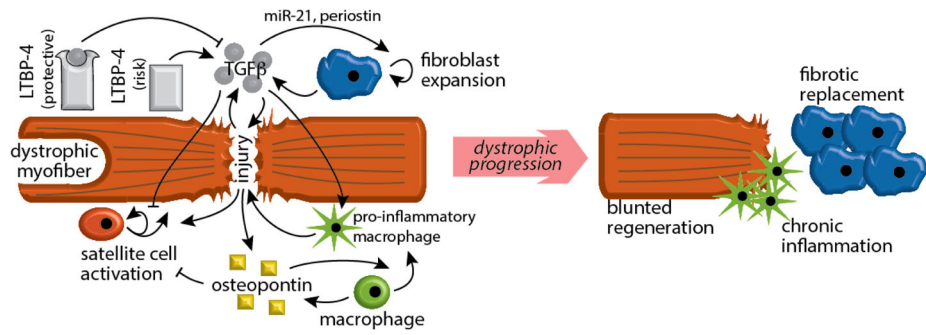 miR-21, periostin
LTBP-4
(protective)
LTBP-4
(risk)
TGFβ
fibroblast
expansion
dystrophic
myofiber
injury
satellite cell
activation
pro-inflammatory
macrophage
osteopontin
macrophage
dystrophic
progression
fibrotic
replacement
blunted
regeneration
chronic
inflammation